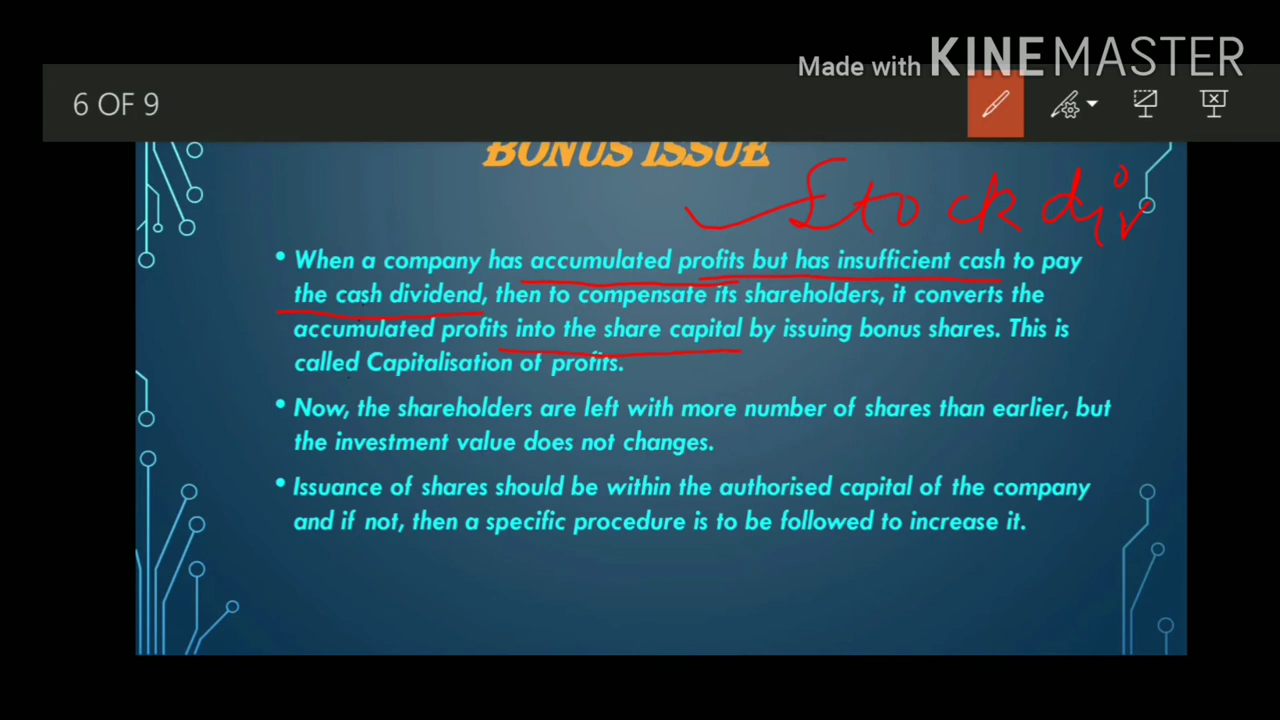 Made with KINEMASTER
6 OF 9
BONUS ISSUE
Stock div
• When a company has accumulated profits but has insufficient cash to pay
the cash dividend, then to compensate its shareholders, it converts the
accumulated profits into the share capital by issuing bonus shares. This is
called Capitalisation of profits.
• Now, the shareholders are left with more number of shares than earlier, but
the investment value does not changes.
• Issuance of shares should be within the authorised capital of the company
and if not, then a specific procedure is to be followed to increase it.